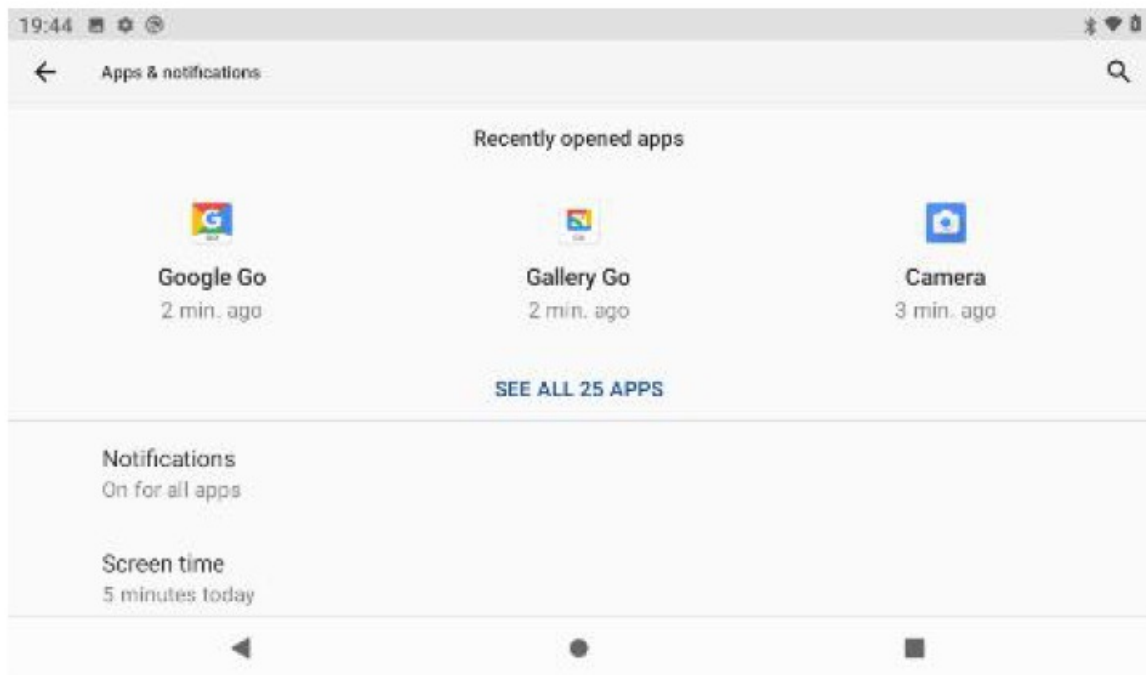 19:44
Apps & notifications
Recently opened apps
G
Google Go
Gallery Go
Camera
2 min. ago
2 min. ago
3 min. ago
SEE ALL 25 APPS
Notifications
On for all apps
Screen time
5 minutes today